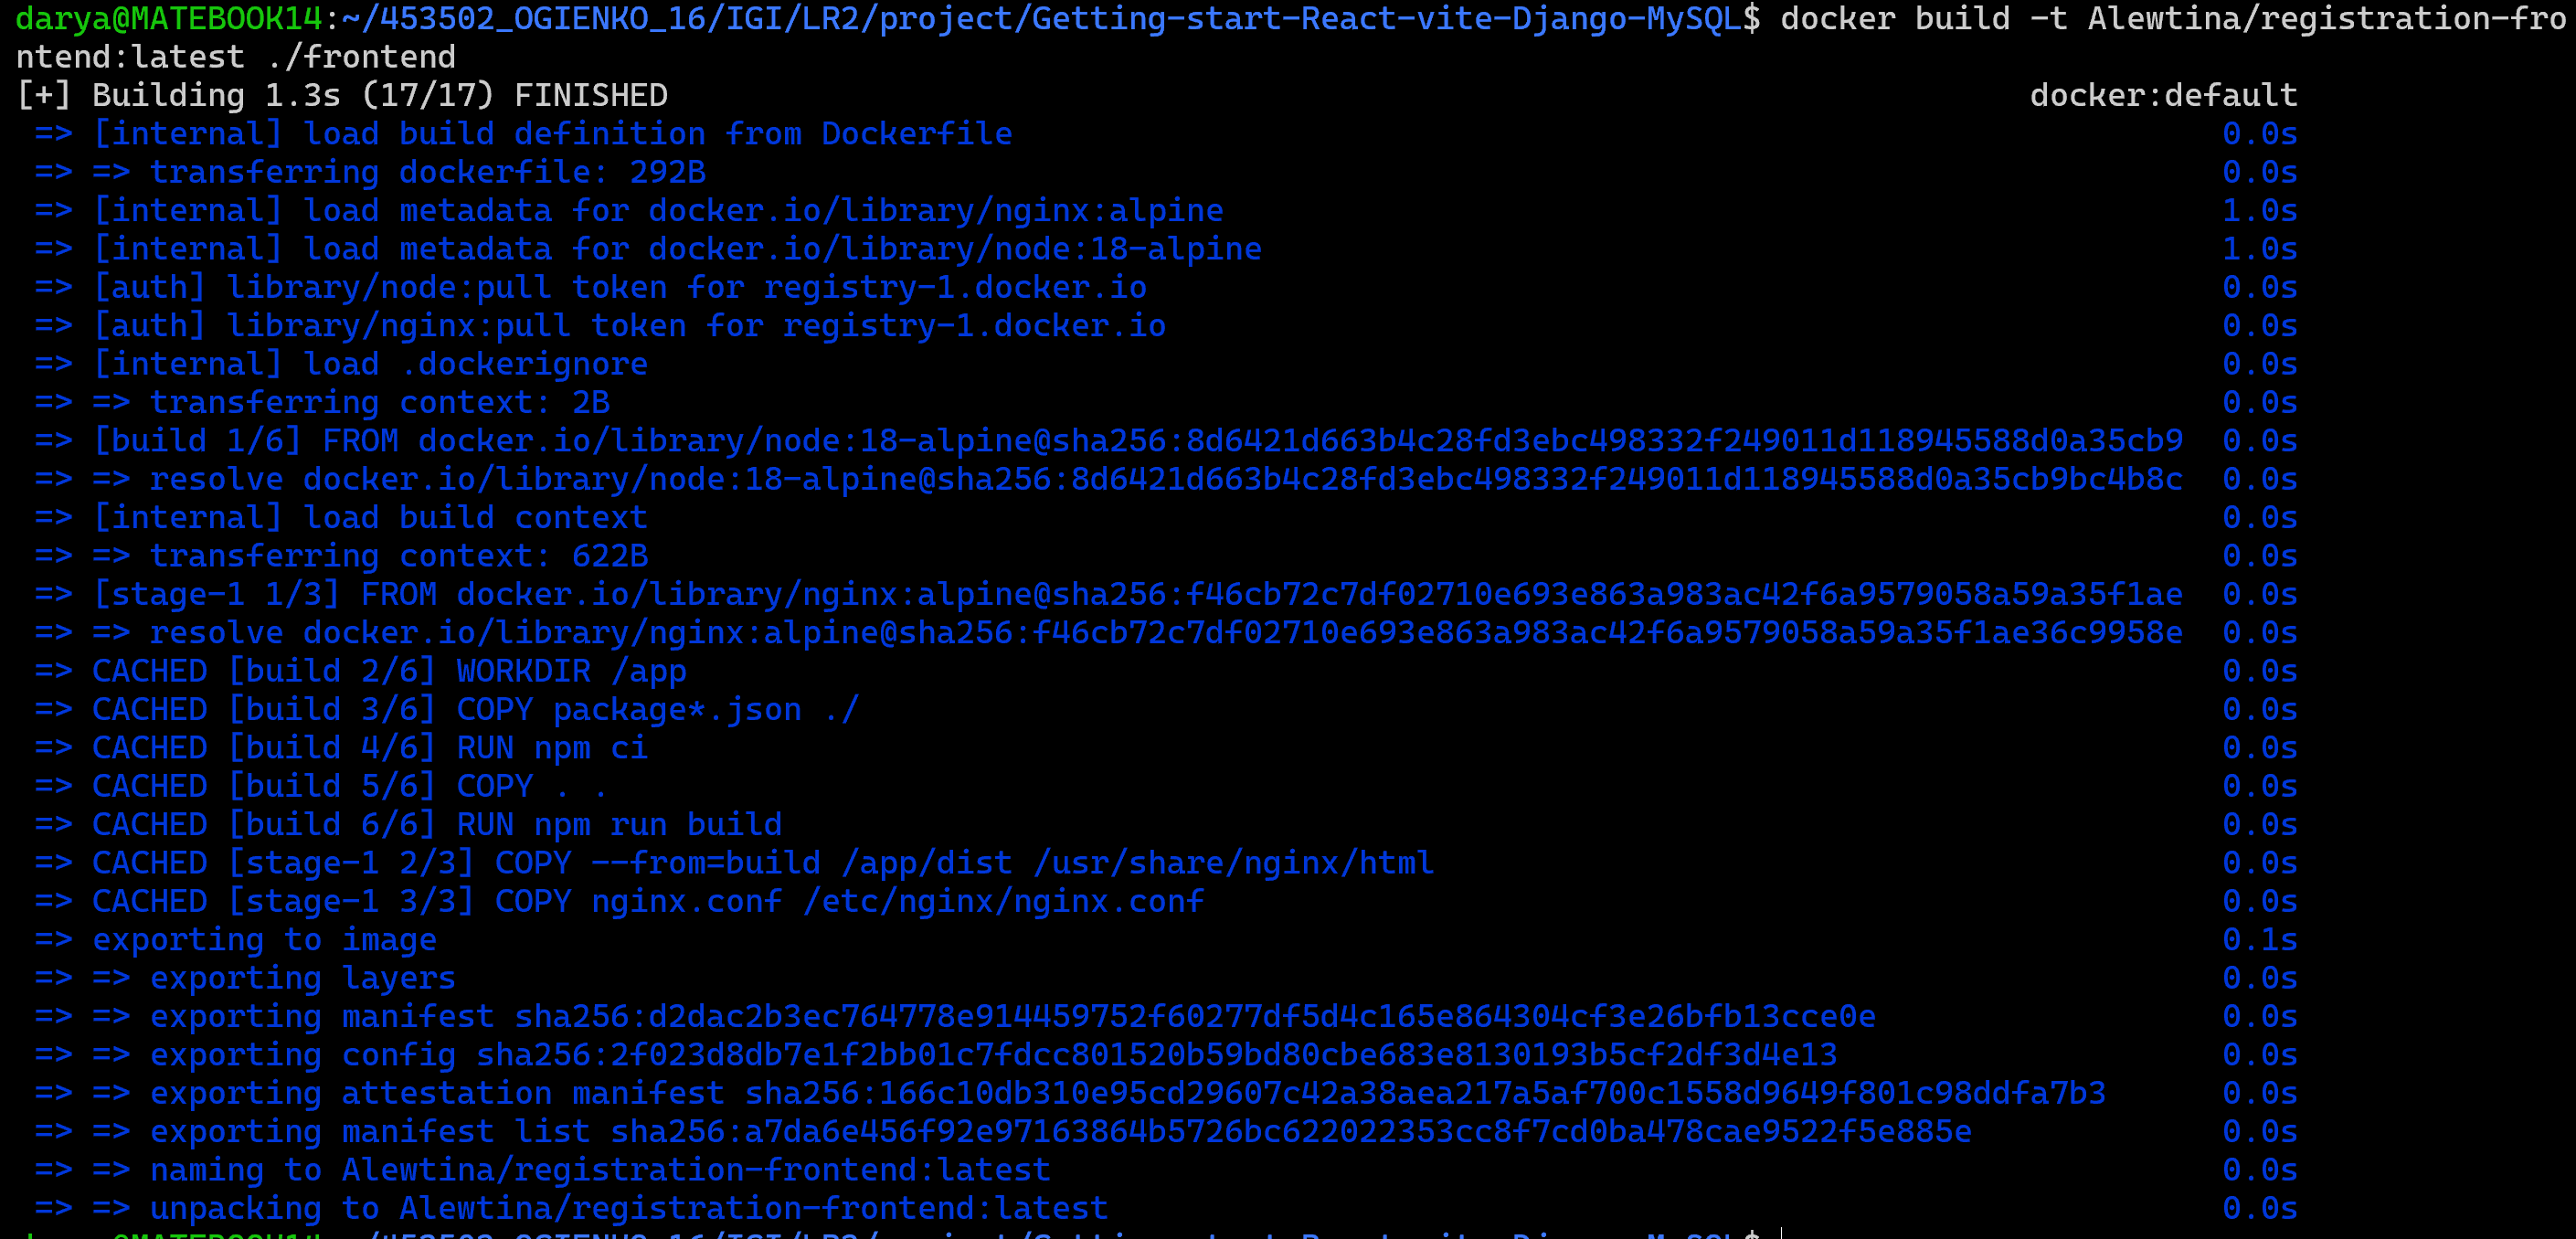 darya@MATEBOOK14:~/453502_OGIENKO_16/IGI/LR2/project/Getting-start-React-vite-Django-MySQL$ docker build -t Alewtina/registration-fro
ntend:latest ./frontend
[+] Building 1.3s (17/17) FINISHED docker:default
=> [internal] load build definition from Dockerfile 0.0s
=> => transferring dockerfile: 292B 0.0s
=> [internal] load metadata for docker.io/library/nginx:alpine 1.0s
=> [internal] load metadata for docker.io/library/node:18-alpine 1.0s
=> [auth] library/node:pull token for registry-1.docker.io 0.0s
=> [auth] library/nginx:pull token for registry-1.docker.io 0.0s
=> [internal] load .dockerignore 0.0s
=> => transferring context: 2B 0.0s
=> [build 1/6] FROM docker.io/library/node:18-alpine@sha256:8d6421d663b4c28fd3ebc498332f249011d118945588d0a35cb9 0.0s
=> => resolve docker.io/library/node:18-alpine@sha256:8d6421d663b4c28fd3ebc498332f249011d118945588d0a35cb9bc4b8c 0.0s
=> [internal] load build context 0.0s
=> => transferring context: 622B 0.0s
=> [stage-1 1/3] FROM docker.io/library/nginx:alpine@sha256:f46cb72c7df02710e693e863a983ac42f6a9579058a59a35f1ae 0.0s
=> => resolve docker.io/library/nginx:alpine@sha256:f46cb72c7df02710e693e863a983ac42f6a9579058a59a35f1ae36c9958e 0.0s
=> CACHED [build 2/6] WORKDIR /app 0.0s
=> CACHED [build 3/6] COPY package*.json ./ 0.0s
=> CACHED [build 4/6] RUN npm ci 0.0s
=> CACHED [build 5/6] COPY . . 0.0s
=> CACHED [build 6/6] RUN npm run build 0.0s
=> CACHED [stage-1 2/3] COPY --from=build /app/dist /usr/share/nginx/html 0.0s
=> CACHED [stage-1 3/3] COPY nginx.conf /etc/nginx/nginx.conf 0.0s
=> exporting to image 0.1s
=> => exporting layers 0.0s
=> => exporting manifest sha256:d2dac2b3ec764778e914459752f60277df5d4c165e864304cf3e26bfb13cce0e 0.0s
=> => exporting config sha256:2f023d8db7e1f2bb01c7fdcc801520b59bd80cbe683e8130193b5cf2df3d4e13 0.0s
=> => exporting attestation manifest sha256:166c10db310e95cd29607c42a38aea217a5af700c1558d9649f801c98ddfa7b3 0.0s
=> => exporting manifest list sha256:a7da6e456f92e97163864b5726bc622022353cc8f7cd0ba478cae9522f5e885e 0.0s
=> => naming to Alewtina/registration-frontend:latest 0.0s
=> => unpacking to Alewtina/registration-frontend:latest 0.0s
darya@MATEBOOK14:~/453502_OGIENKO_16/IGI/LR2/project/Getting-start-React-vite-Django-MySQL$